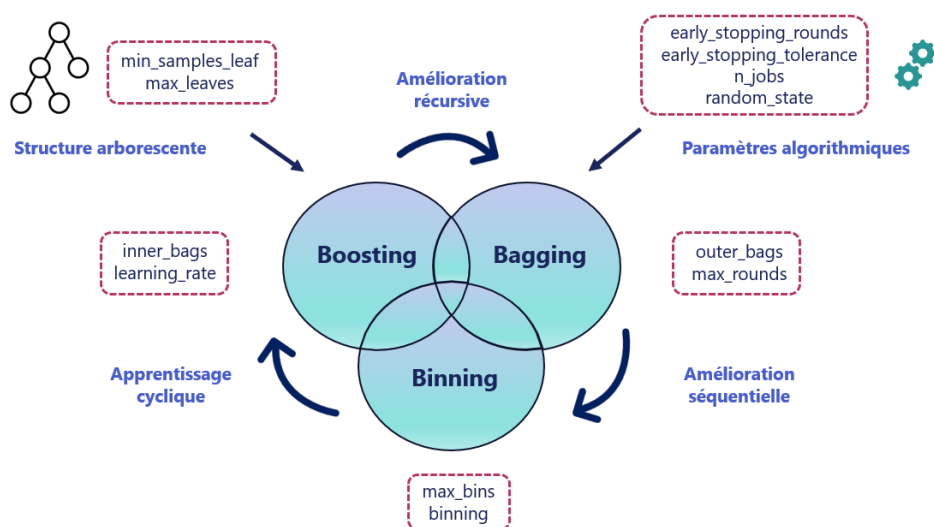 min_samples_leaf
max_leaves
early_stopping_rounds
early_stopping_tolerance
n_jobs
random_state
Amélioration
récursive
Structure arborescente
Paramètres algorithmiques
Boosting
Bagging
inner_bags
learning_rate
outer_bags
max_rounds
Binning
Apprentissage
cyclique
Amélioration
séquentielle
max_bins
binning